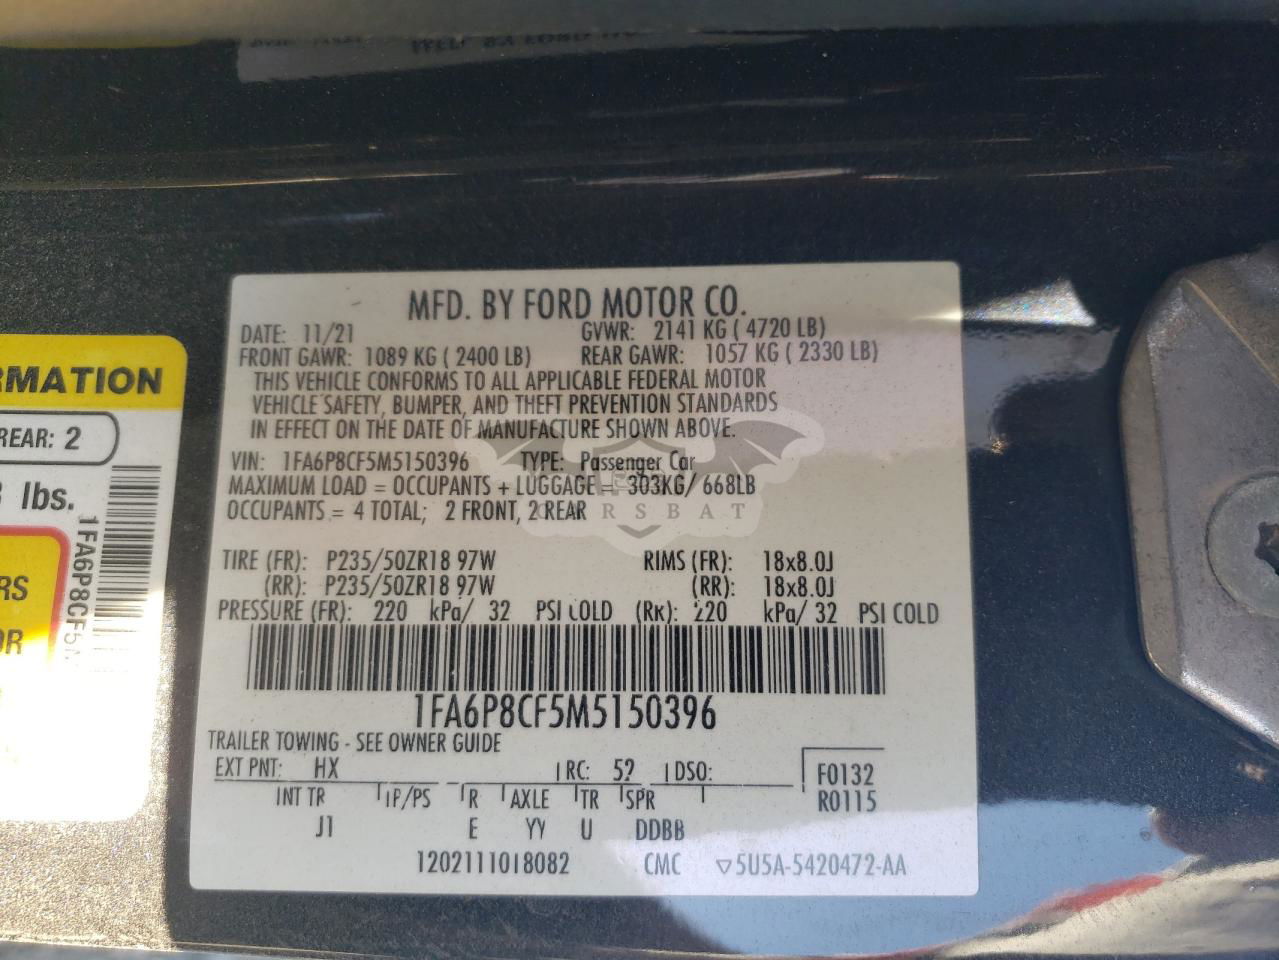 MFD. BY FORD MOTOR CO.
DATE: 11/21 GVWR: 2141 KG ( 4720 LB)
FRONT GAWR: 1089 KG ( 2400 LB) REAR GAWR: 1057 KG ( 2330 LB)
THIS VEHICLE CONFORMS TO ALL APPLICABLE FEDERAL MOTOR
VEHICLE SAFETY, BUMPER, AND THEFT PREVENTION STANDARDS
IN EFFECT ON THE DATE OF MANUFACTURE SHOWN ABOVE.
VIN: 1FA6P8CF5M5150396 TYPE: Passenger Car
MAXIMUM LOAD = OCCUPANTS + LUGGAGE = 303KG/ 668LB
OCCUPANTS = 4 TOTAL; 2 FRONT, 2 REAR
TIRE (FR): P235/50ZR18 97W RIMS (FR): 18x8.0J
(RR): P235/50ZR18 97W (RR): 18x8.0J
PRESSURE (FR): 220 kPa/ 32 PSI COLD (RR): 220 kPa/ 32 PSI COLD
1FA6P8CF5M5150396
TRAILER TOWING - SEE OWNER GUIDE
EXT PNT: HX RC: 52 DSO: F0132
INT TR IP/PS R AXLE TR SPR R0115
J1 E YY U DDBB
1202111018082 CMC ▽5U5A-5420472-AA
RMATION
REAR: 2
lbs.
RS
OR
1FA6P8CF5